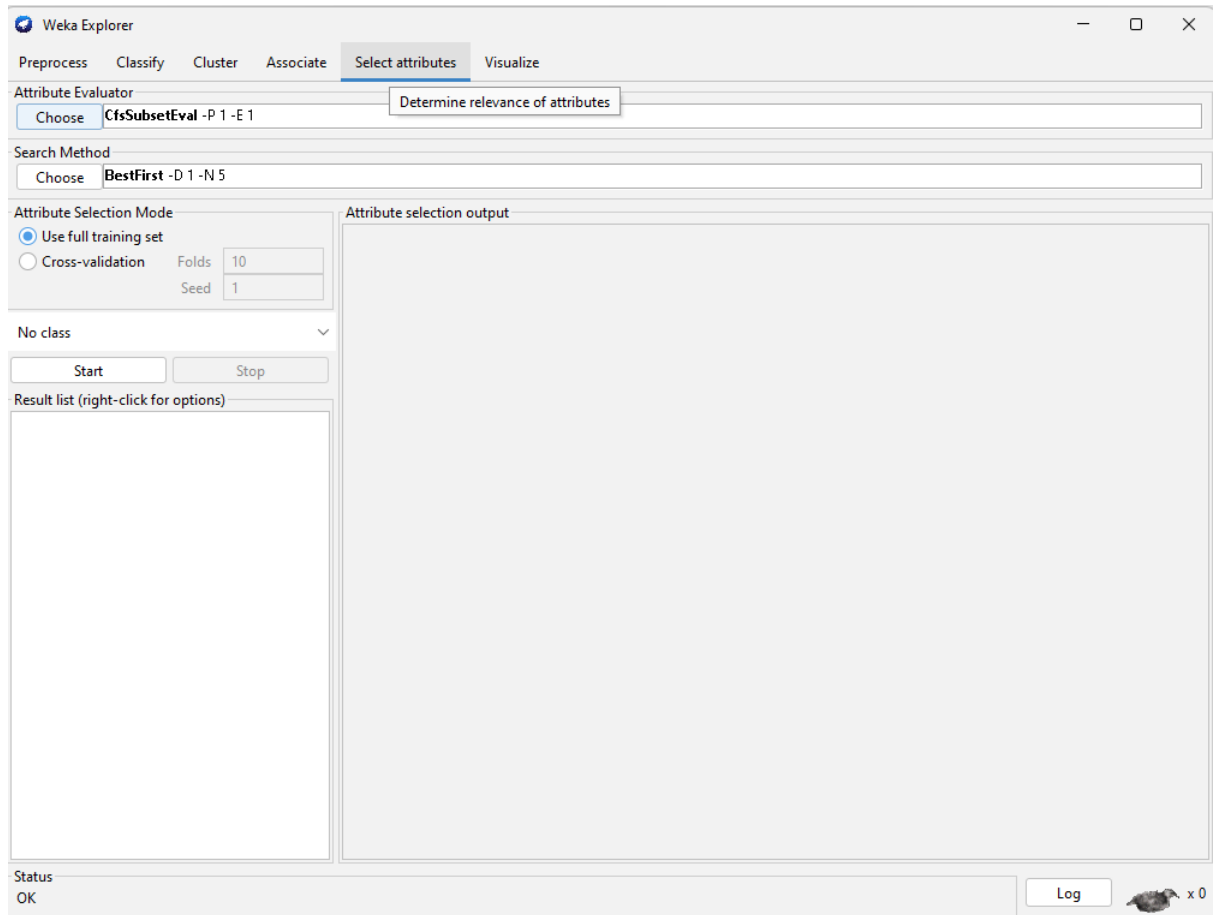 Weka Explorer
Preprocess Classify Cluster Associate Select attributes Visualize
Attribute Evaluator
Determine relevance of attributes
Choose CfsSubsetEval -P 1 -E 1
Search Method
Choose BestFirst -D 1 -N 5
Attribute Selection Mode
Use full training set
Cross-validation Folds 10
Seed 1
No class
Start Stop
Result list (right-click for options)
Attribute selection output
Status
OK
Log x 0